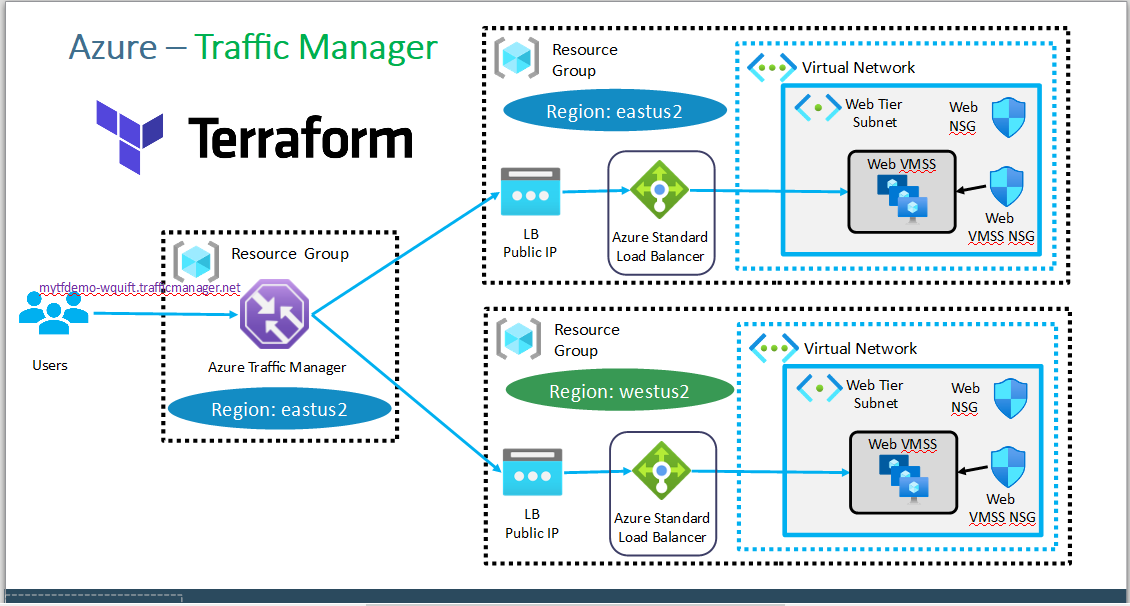 Azure – Traffic Manager
Terraform
Resource Group
mytfdemo-wquift.trafficmanager.net
Users
Azure Traffic Manager
Region: eastus2
Resource
Group
Region: eastus2
LB
Public IP
Azure Standard
Load Balancer
Virtual Network
Web Tier
Subnet
Web
NSG
Web VMSS
Web
VMSS NSG
Resource
Group
Region: westus2
LB
Public IP
Azure Standard
Load Balancer
Virtual Network
Web Tier
Subnet
Web
NSG
Web VMSS
Web
VMSS NSG